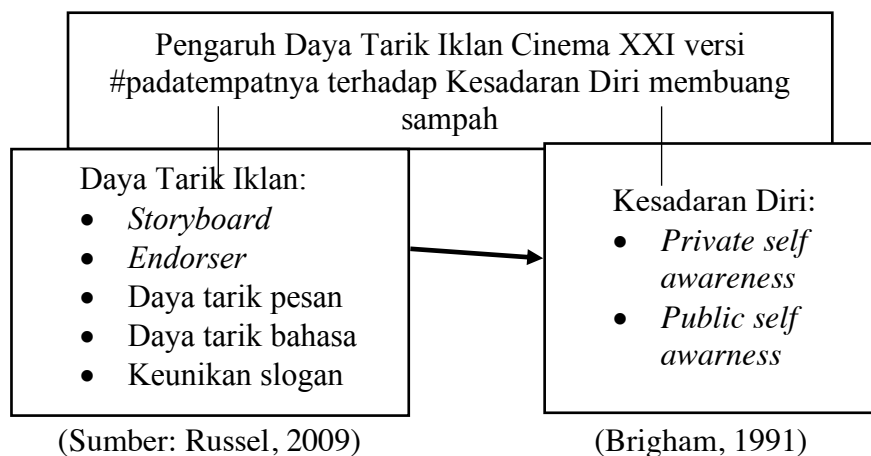 Pengaruh Daya Tarik Iklan Cinema XXI versi
#padatempatnya terhadap Kesadaran Diri membuang
sampah
Daya Tarik Iklan:
• Storyboard
• Endorser
• Daya tarik pesan
• Daya tarik bahasa
• Keunikan slogan
(Sumber: Russel, 2009)
Kesadaran Diri:
• Private self
awareness
• Public self
awarness
(Brigham, 1991)